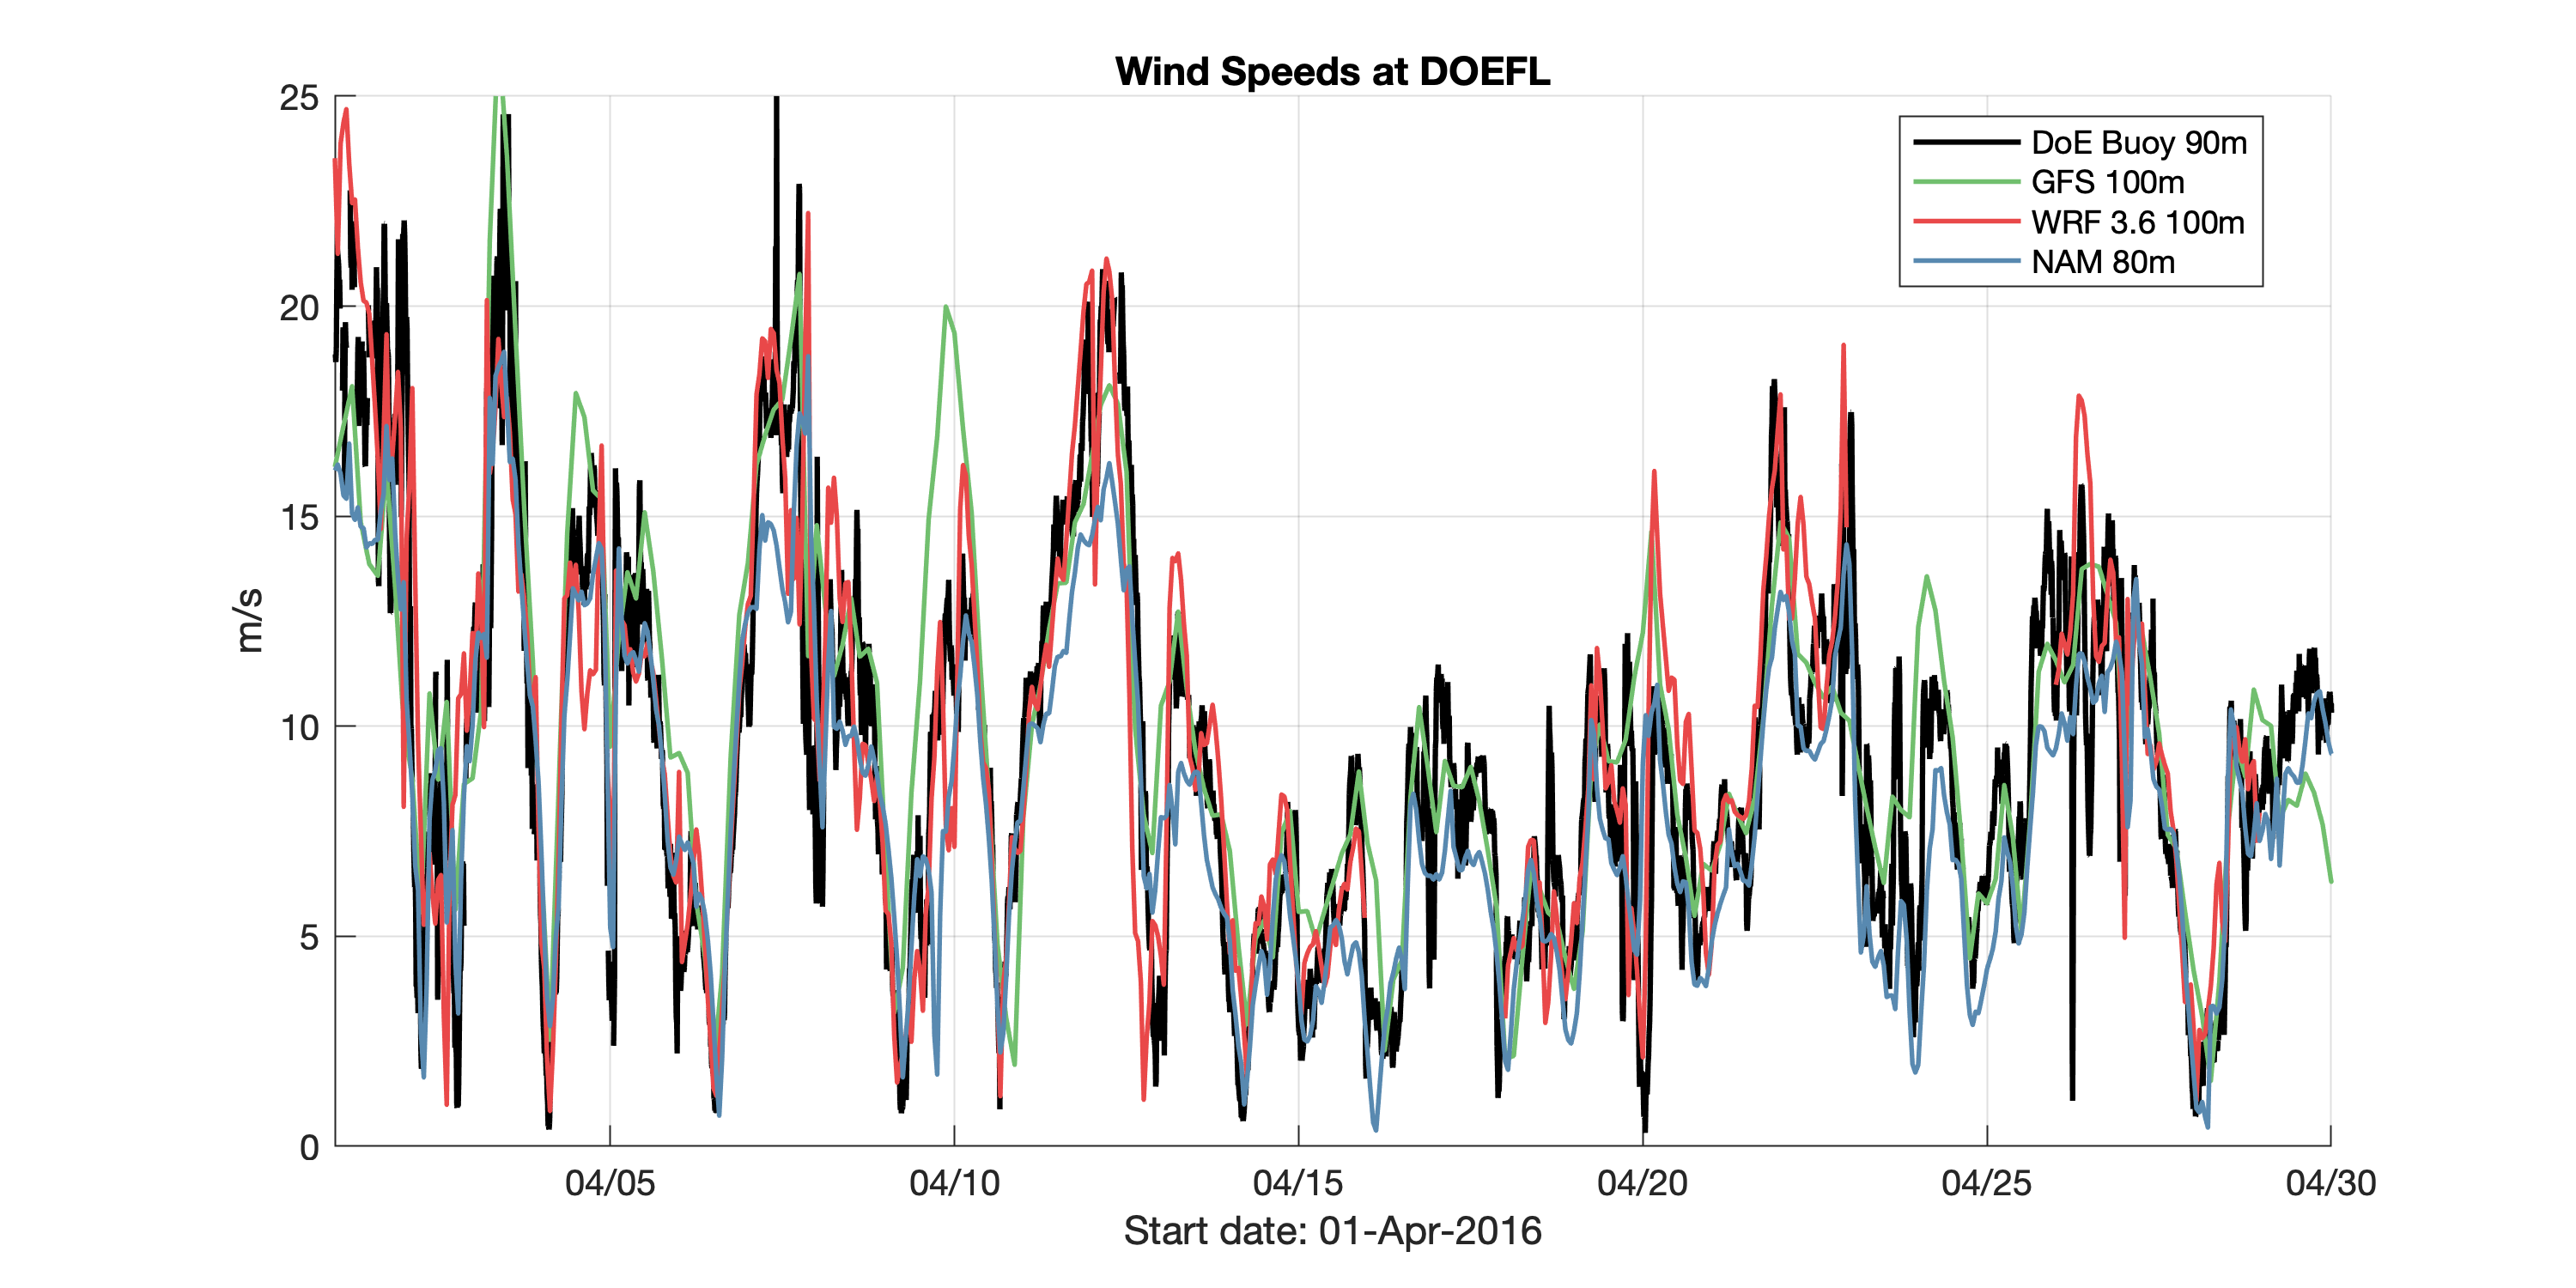 Wind Speeds at DOEFL
25
20
15
10
5
0
m/s
DoE Buoy 90m
GFS 100m
WRF 3.6 100m
NAM 80m
04/05
04/10
04/15
04/20
04/25
04/30
Start date: 01-Apr-2016